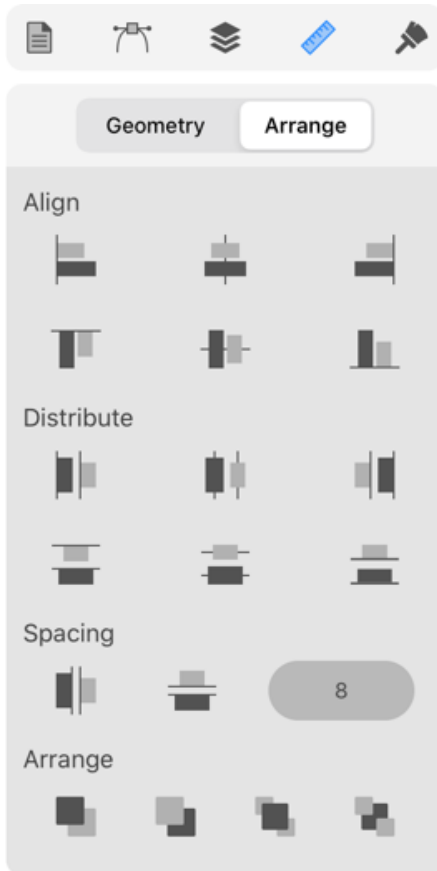 Geometry Arrange
Align
Distribute
Spacing
8
Arrange